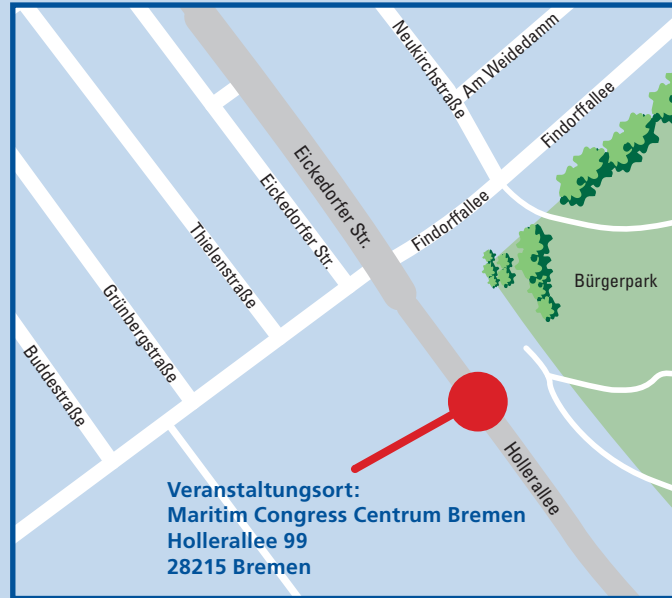 Neukirchstraße
Am Weidedamm
Findorffallee
Eickedorfer Str.
Eickedorfer Str.
Findorffallee
Thielenstraße
Grünbergstraße
Buddestraße
Bürgerpark
Hollerallee
Veranstaltungsort:
Maritim Congress Centrum Bremen
Hollerallee 99
28215 Bremen